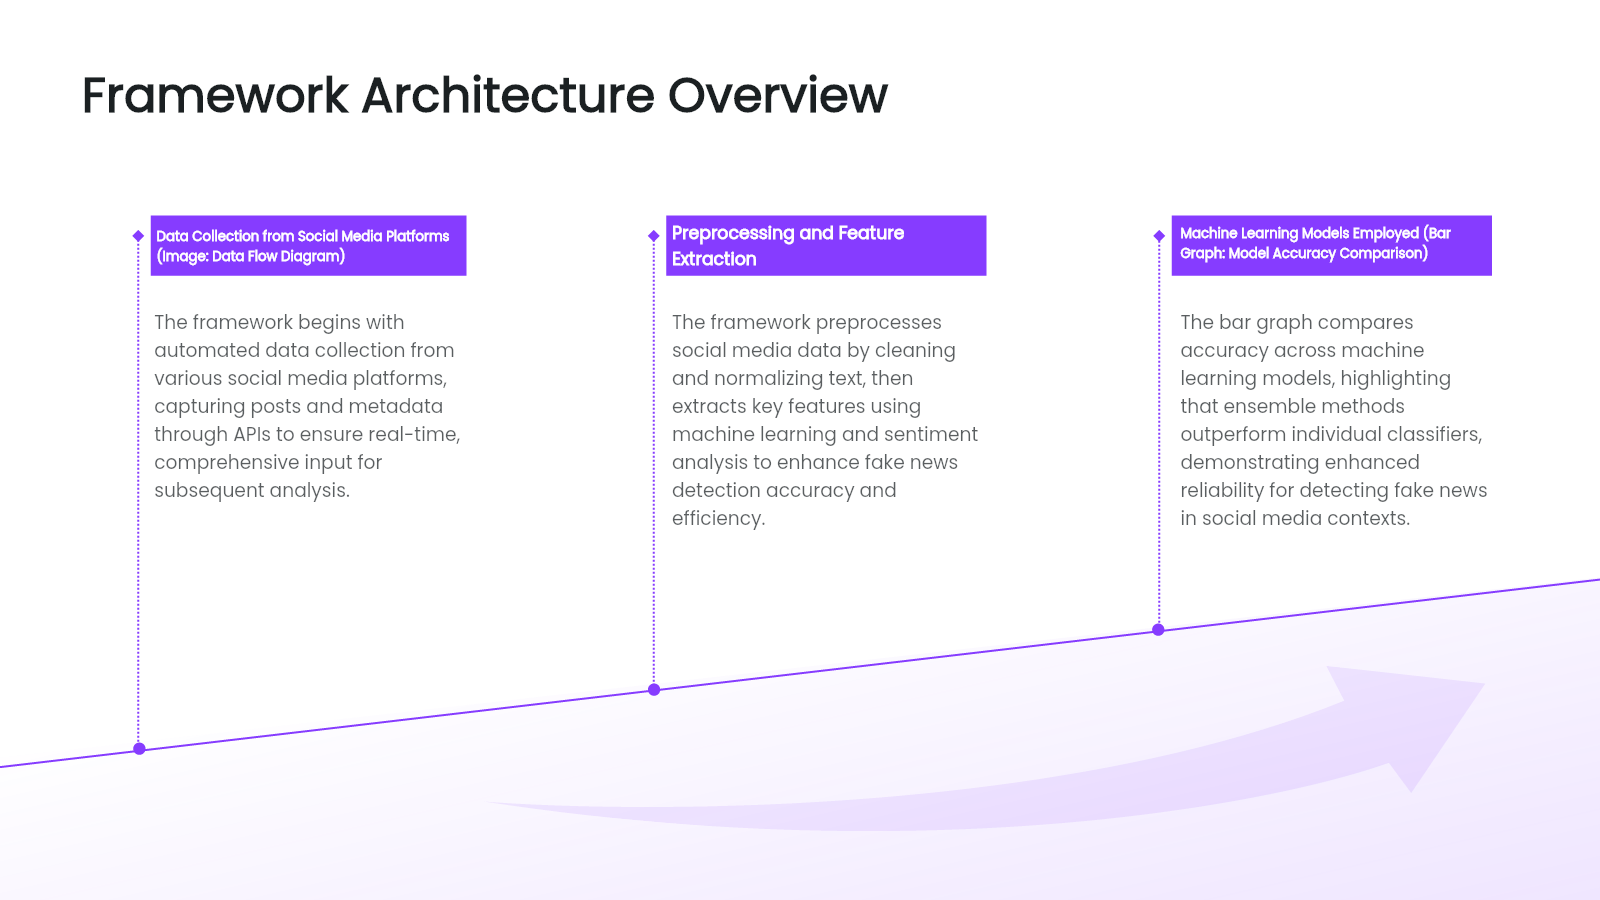 Framework Architecture Overview
Data Collection from Social Media Platforms
(Image: Data Flow Diagram)
The framework begins with
automated data collection from
various social media platforms,
capturing posts and metadata
through APIs to ensure real-time,
comprehensive input for
subsequent analysis.
Preprocessing and Feature
Extraction
The framework preprocesses
social media data by cleaning
and normalizing text, then
extracts key features using
machine learning and sentiment
analysis to enhance fake news
detection accuracy and
efficiency.
Machine Learning Models Employed (Bar
Graph: Model Accuracy Comparison)
The bar graph compares
accuracy across machine
learning models, highlighting
that ensemble methods
outperform individual classifiers,
demonstrating enhanced
reliability for detecting fake news
in social media contexts.